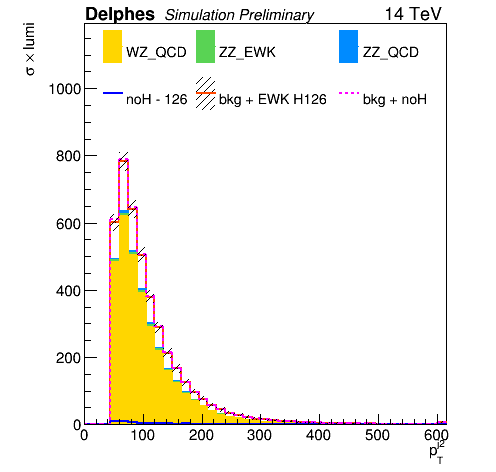 Delphes Simulation Preliminary 14 TeV
σ × lumi
WZ_QCD ZZ_EWK ZZ_QCD
noH - 126 bkg + EWK H126 bkg + noH
1000
800
600
400
200
0
0 100 200 300 400 500 600
p_T^{j2}